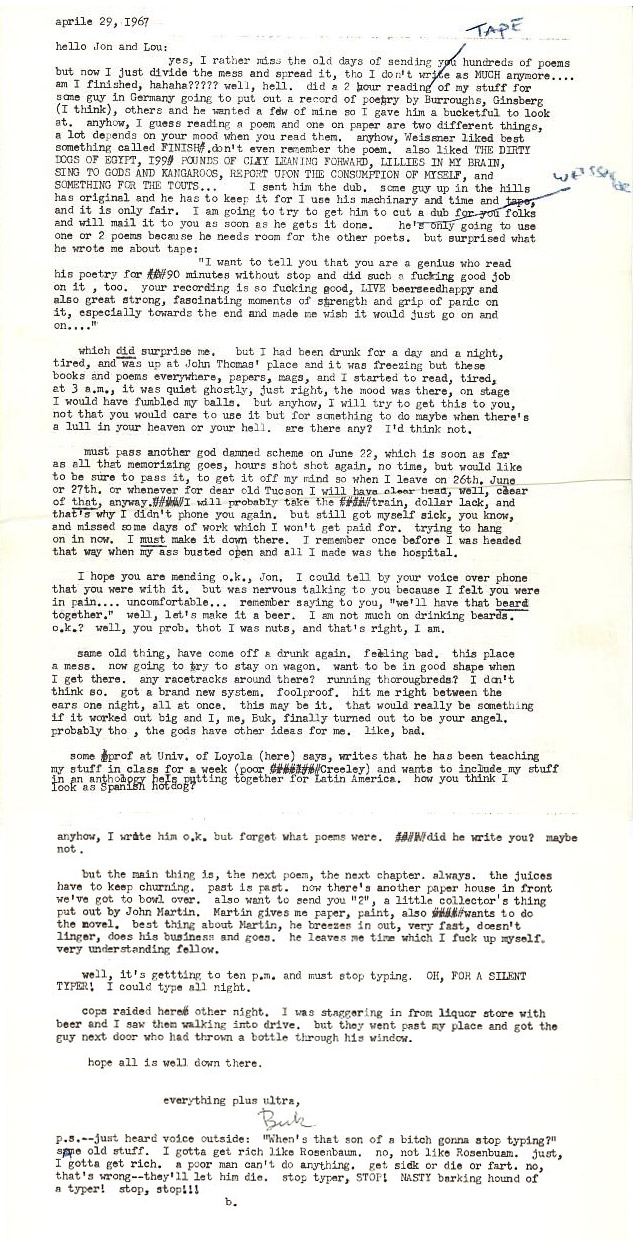 aprile 29, 1967
TAPE
hello Jon and Lou:
yes, I rather miss the old days of sending you hundreds of poems
but now I just divide the mess and spread it, tho I don't write as MUCH anymore....
am I finished, hahaha????? well, hell. did a 2 hour reading of my stuff for
some guy in Germany going to put out a record of poetry by Burroughs, Ginsberg
(I think), others and he wanted a few of mine so I gave him a bucketful to look
at. anyhow, I guess reading a poem and one on paper are two different things,
a lot depends on your mood when you read them. anyhow, Weissner liked best
something called FINISH#.don't even remember the poem. also liked THE DIRTY
DOGS OF EGYPT, 199# POUNDS OF CLAY LEANING FORWARD, LILLIES IN MY BRAIN,
SING TO GODS AND KANGAROOS, REPORT UPON THE CONSUMPTION OF MYSELF, and
SOMETHING FOR THE TOUTS... I sent him the dub. some guy up in the hills
has original and he has to keep it for I use his machinary and time and tape,
and it is only fair. I am going to try to get him to cut a dub for you folks
and will mail it to you as soon as he gets it done. he's only going to use
one or 2 poems because he needs room for the other poets. but surprised what
he wrote me about tape:
"I want to tell you that you are a genius who read
his poetry for ###90 minutes without stop and did such a fucking good job
on it , too. your recording is so fucking good, LIVE beerseedhappy and
also great strong, fascinating moments of strength and grip of panic on
it, especially towards the end and made me wish it would just go on and
on...."
which did surprise me. but I had been drunk for a day and a night,
tired, and was up at John Thomas' place and it was freezing but these
books and poems everywhere, papers, mags, and I started to read, tired,
at 3 a.m., it was quiet ghostly, just right, the mood was there, on stage
I would have fumbled my balls. but anyhow, I will try to get this to you,
not that you would care to use it but for something to do maybe when there's
a lull in your heaven or your hell. are there any? I'd think not.
must pass another god damned scheme on June 22, which is soon as far
as all that memorizing goes, hours shot shot again, no time, but would like
to be sure to pass it, to get it off my mind so when I leave on 26th. June
or 27th. or whenever for dear old Tucson I will have clear head, well, clear
of that, anyway.#####I will probably take the #####train, dollar lack, and
that's why I didn't phone you again. but still got myself sick, you know,
and missed some days of work which I won't get paid for. trying to hang
on in now. I must make it down there. I remember once before I was headed
that way when my ass busted open and all I made was the hospital.
I hope you are mending o.k., Jon. I could tell by your voice over phone
that you were with it. but was nervous talking to you because I felt you were
in pain.... uncomfortable... remember saying to you, "we'll have that beard
together." well, let's make it a beer. I am not much on drinking beards.
o.k.? well, you prob. thot I was nuts, and that's right, I am.
same old thing, have come off a drunk again. feeling bad. this place
a mess. now going to try to stay on wagon. want to be in good shape when
I get there. any racetracks around there? running thorougbreds? I don't
think so. got a brand new system. foolproof. hit me right between the
ears one night, all at once. this may be it. that would really be something
if it worked out big and I, me, Buk, finally turned out to be your angel.
probably tho , the gods have other ideas for me. like, bad.
some #prof at Univ. of Loyola (here) says, writes that he has been teaching
my stuff in class for a week (poor #######Creeley) and wants to include my stuff
in an anthology he's putting together for Latin America. how you think I
look as Spanish hotdog?
anyhow, I wrote him o.k. but forget what poems were. #####did he write you? maybe
not.
but the main thing is, the next poem, the next chapter. always. the juices
have to keep churning. past is past. now there's another paper house in front
we've got to bowl over. also want to send you "2", a little collector's thing
put out by John Martin. Martin gives me paper, paint, also #####wants to do
the novel. best thing about Martin, he breezes in out, very fast, doesn't
linger, does his business and goes. he leaves me time which I fuck up myself.
very understanding fellow.
well, it's gettting to ten p.m. and must stop typing. OH, FOR A SILENT
TYPER! I could type all night.
cops raided here# other night. I was staggering in from liquor store with
beer and I saw them walking into drive. but they went past my place and got the
guy next door who had thrown a bottle through his window.
hope all is well down there.
everything plus ultra,
Buk
p.s.--just heard voice outside: "When's that son of a bitch gonna stop typing?"
same old stuff. I gotta get rich like Rosenbaum. no, not like Rosenbuam. just,
I gotta get rich. a poor man can't do anything. get sidk or die or fart. no,
that's wrong--they'll let him die. stop typer, STOP! NASTY barking hound of
a typer! stop, stop!!!
b.